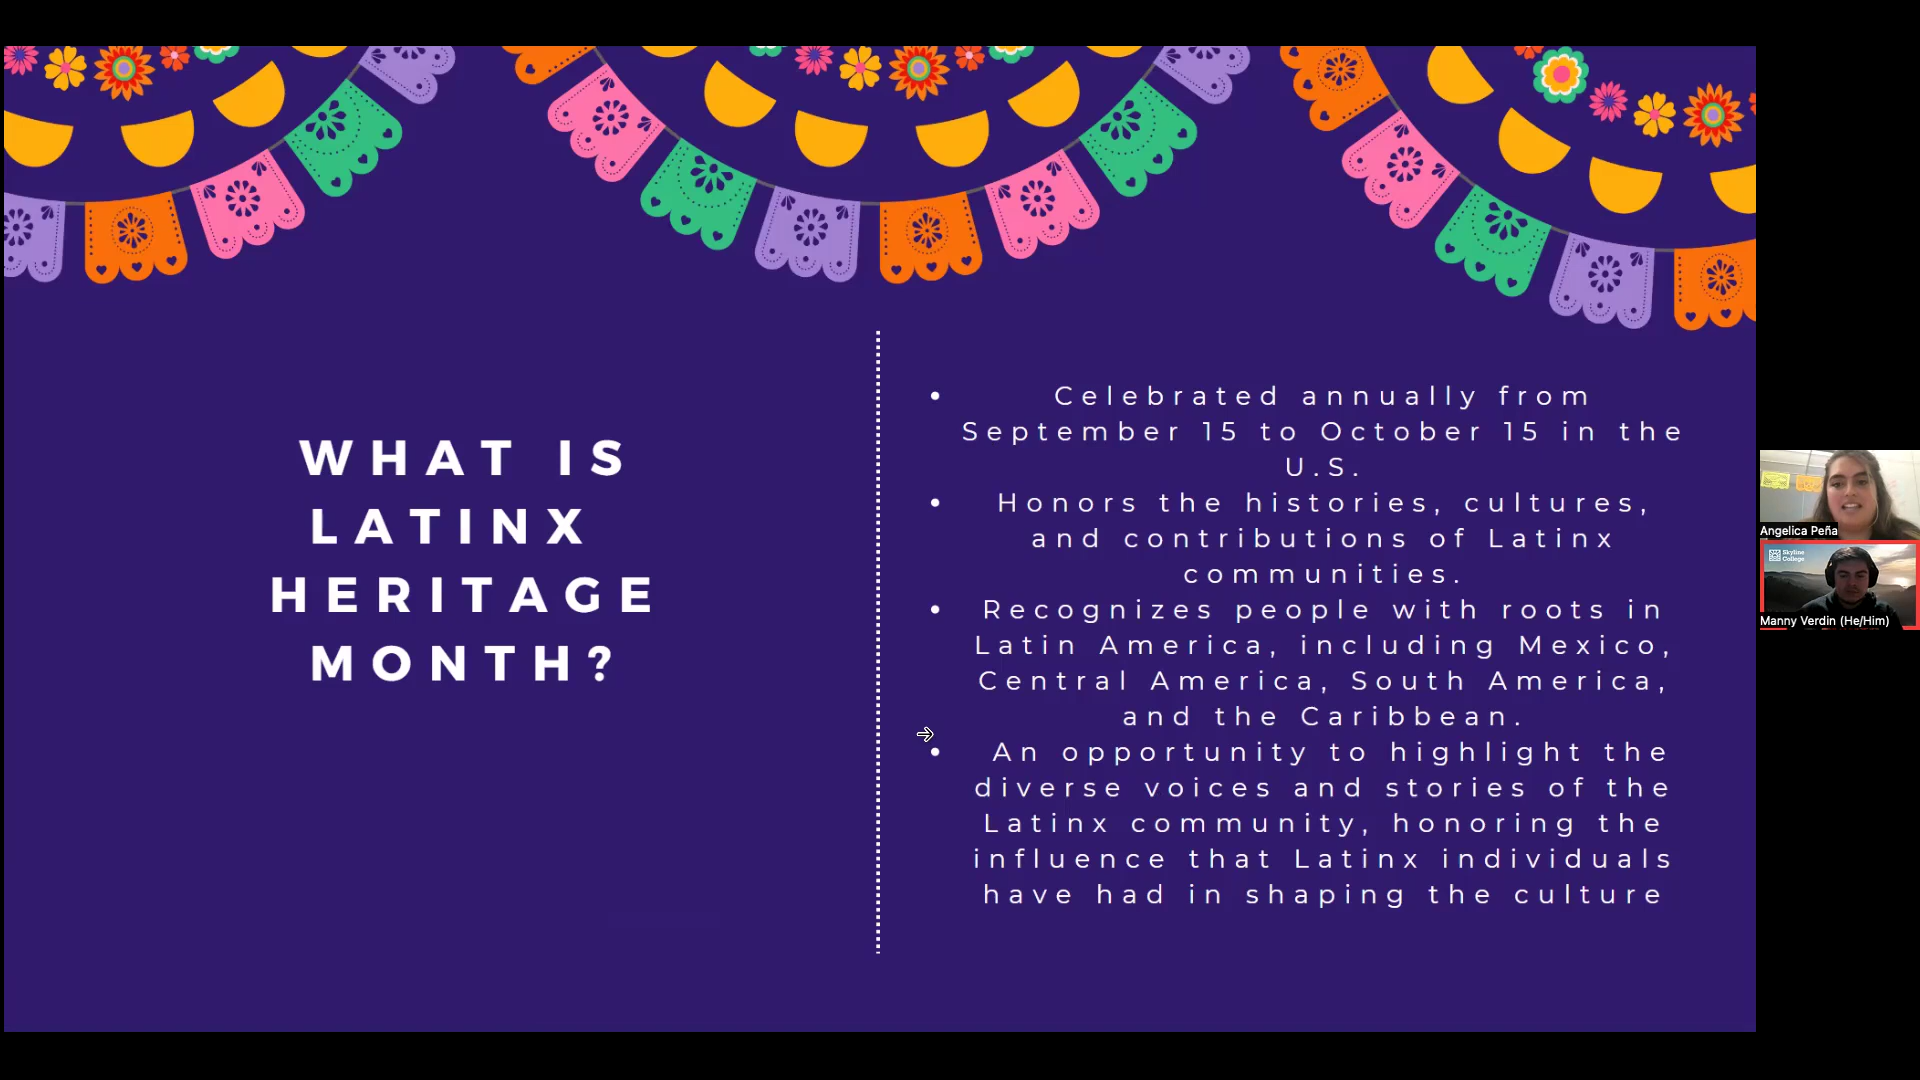 WHAT IS
LATINX
HERITAGE
MONTH?
• Celebrated annually from
September 15 to October 15 in the
U.S.
• Honors the histories, cultures,
and contributions of Latinx
communities.
• Recognizes people with roots in
Latin America, including Mexico,
Central America, South America,
and the Caribbean.
• An opportunity to highlight the
diverse voices and stories of the
Latinx community, honoring the
influence that Latinx individuals
have had in shaping the culture
Angelica Peña
Skyline
College
Manny Verdin (He/Him)